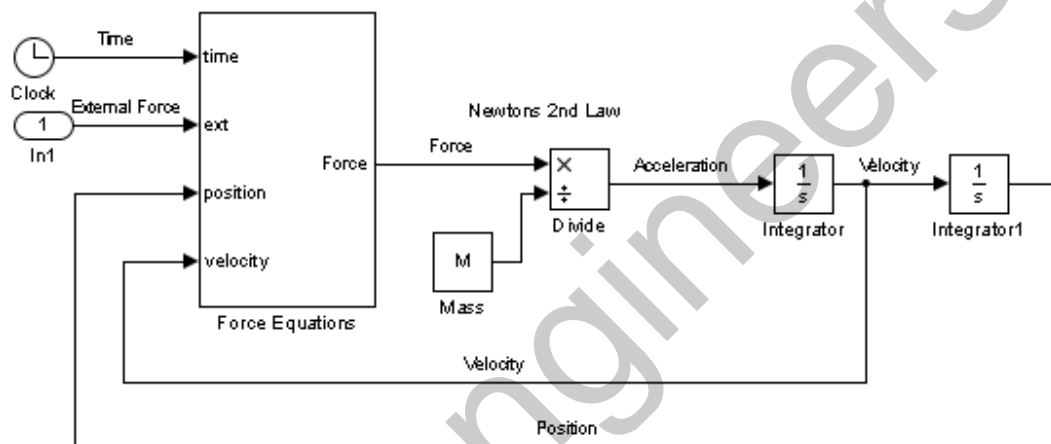 Time
time
Clock
External Force
1
ext
In1
Newtons 2nd Law
Force
Force
×
÷
Divide
Acceleration
1
s
Integrator
Velocity
1
s
Integrator1
position
velocity
M
Mass
Force Equations
Velocity
Position
ngineers